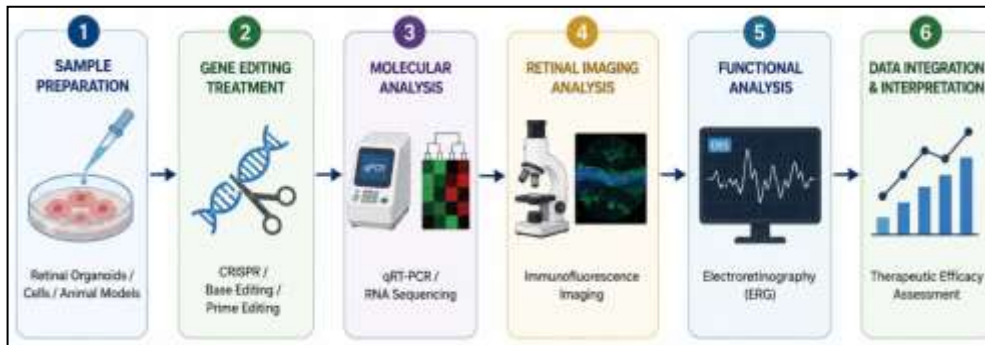 1
SAMPLE
PREPARATION
Retinal Organoids /
Cells / Animal Models
2
GENE EDITING
TREATMENT
CRISPR /
Base Editing /
Prime Editing
3
MOLECULAR
ANALYSIS
qPCR
qRT-PCR /
RNA Sequencing
4
RETINAL IMAGING
ANALYSIS
Immunofluorescence
Imaging
5
FUNCTIONAL
ANALYSIS
Electroretinography
(ERG)
6
DATA INTEGRATION
& INTERPRETATION
Therapeutic Efficacy
Assessment